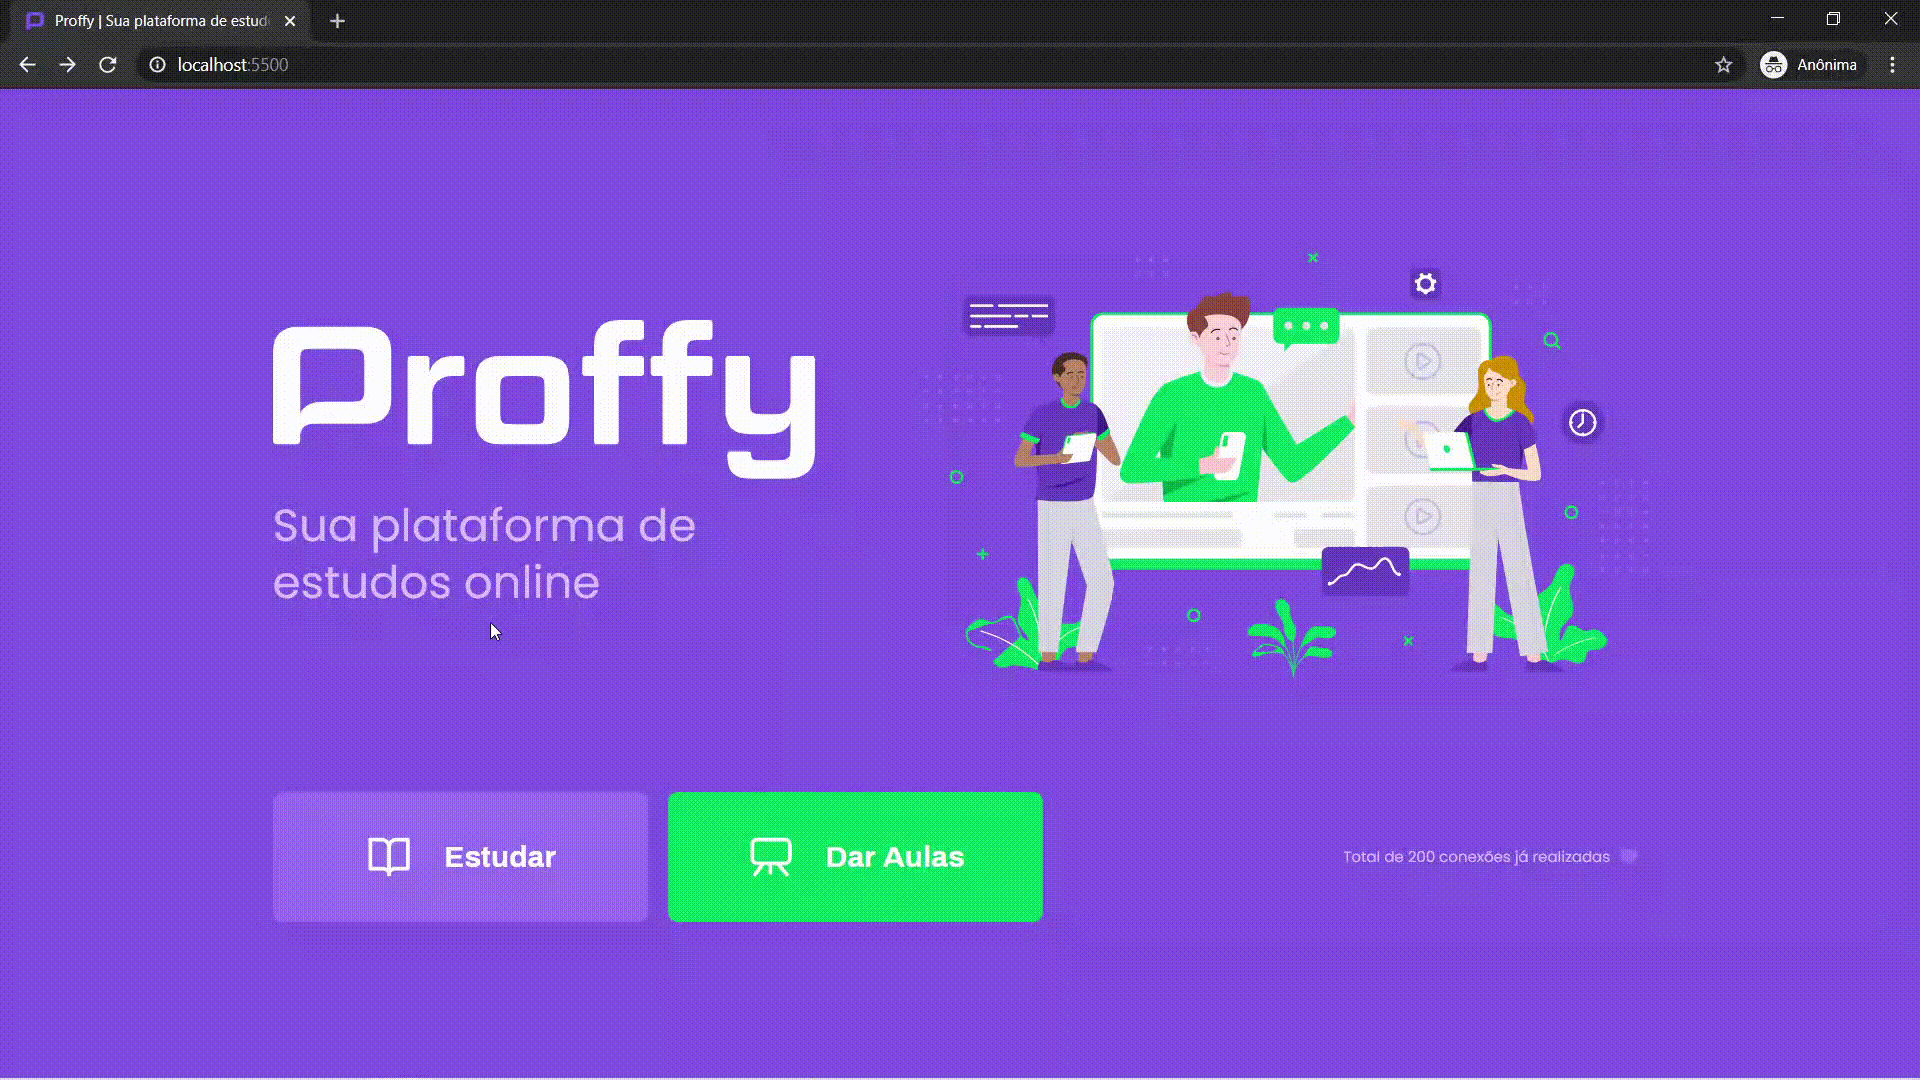 Proffy | Sua plataforma de estud
localhost:5500
Anônima
Proffy
Sua plataforma de
estudos online
Estudar
Dar Aulas
Total de 200 conexões já realizadas